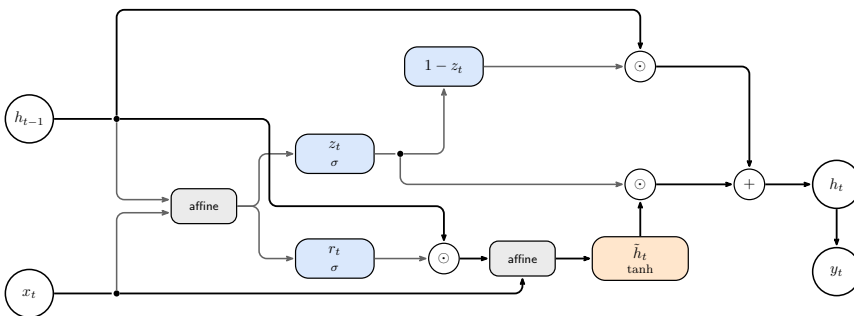 1 − z_t
⊙
h_{t−1}
z_t
σ
affine
⊙
+
h_t
r_t
σ
⊙
affine
h̃_t
tanh
y_t
x_t